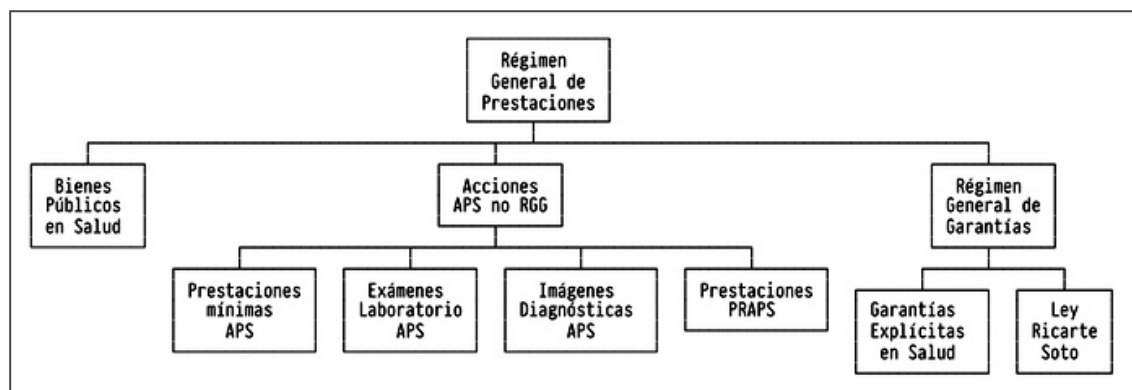 Régimen
General de
Prestaciones
Bienes
Públicos
en Salud
Acciones
APS no RGG
Régimen
General de
Garantías
Prestaciones
mínimas
APS
Exámenes
Laboratorio
APS
Imágenes
Diagnósticas
APS
Prestaciones
PRAPS
Garantías
Explícitas
en Salud
Ley
Ricarte
Soto